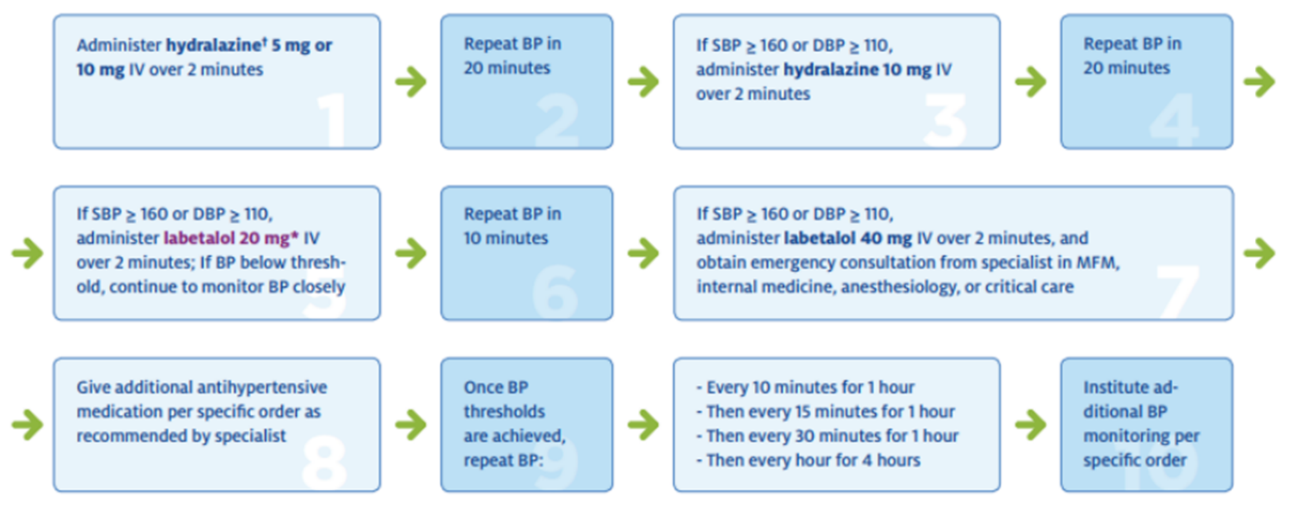 Administer hydralazine† 5 mg or
10 mg IV over 2 minutes
1
Repeat BP in
20 minutes
2
If SBP ≥ 160 or DBP ≥ 110,
administer hydralazine 10 mg IV
over 2 minutes
3
Repeat BP in
20 minutes
4
If SBP ≥ 160 or DBP ≥ 110,
administer labetalol 20 mg* IV
over 2 minutes; If BP below thresh-
old, continue to monitor BP closely
5
Repeat BP in
10 minutes
6
If SBP ≥ 160 or DBP ≥ 110,
administer labetalol 40 mg IV over 2 minutes, and
obtain emergency consultation from specialist in MFM,
internal medicine, anesthesiology, or critical care
7
Give additional antihypertensive
medication per specific order as
recommended by specialist
8
Once BP
thresholds
are achieved,
repeat BP:
9
- Every 10 minutes for 1 hour
- Then every 15 minutes for 1 hour
- Then every 30 minutes for 1 hour
- Then every hour for 4 hours
Institute ad-
ditional BP
monitoring per
specific order
10